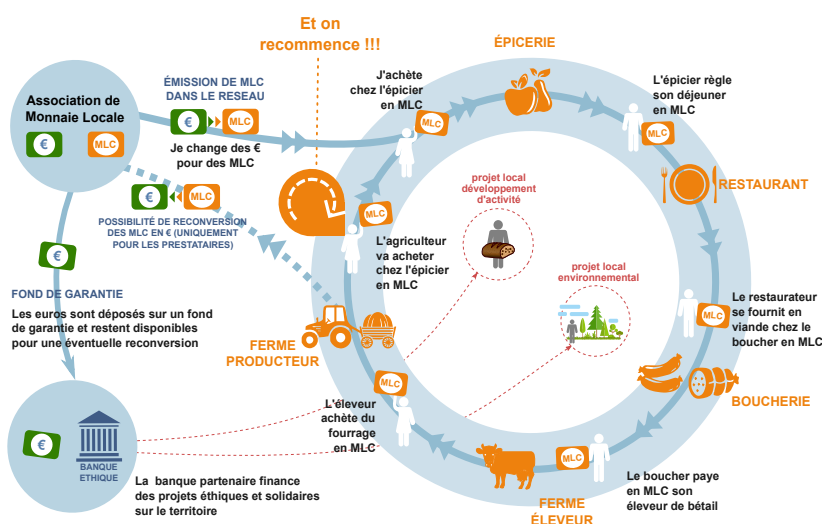 Et on
recommence !!!
ÉPICERIE
ÉMISSION DE MLC
DANS LE RESEAU
€
MLC
Je change des €
pour des MLC
J'achète
chez l'épicier
en MLC
MLC
L'épicier règle
son déjeuner
en MLC
MLC
Association de
Monnaie Locale
€
MLC
RESTAURANT
projet local
développement
d'activité
€
MLC
POSSIBILITÉ DE RECONVERSION
DES MLC EN € (UNIQUEMENT
POUR LES PRESTATAIRES)
MLC
L'agriculteur
va acheter
chez l'épicier
en MLC
projet local
environnemental
€
FOND DE GARANTIE
Les euros sont déposés sur un fond
de garantie et restent disponibles
pour une éventuelle reconversion
FERME
PRODUCTEUR
MLC
Le restaurateur
se fournit en
viande chez le
boucher en MLC
BOUCHERIE
MLC
L'éleveur
achète du
fourrage
en MLC
€
BANQUE
ETHIQUE
La banque partenaire finance
des projets éthiques et solidaires
sur le territoire
MLC
FERME
ÉLEVEUR
Le boucher paye
en MLC son
éleveur de bétail